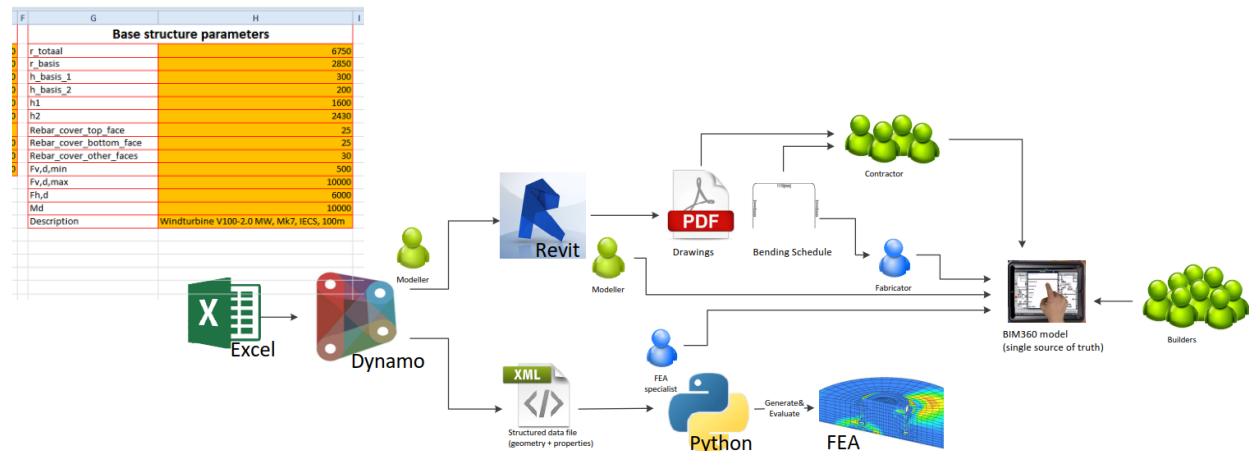 F G H I
Base structure parameters
r_totaal 6750
r_basis 2850
h_basis_1 300
h_basis_2 200
h1 1600
h2 2430
Rebar_cover_top_face 25
Rebar_cover_bottom_face 25
Rebar_cover_other_faces 30
Fv,d,min 500
Fv,d,max 10000
Fh,d 6000
Md 10000
Description Windturbine V100-2.0 MW, Mk7, IECS, 100m
Modeller
Excel
Dynamo
Revit
Modeller
PDF
Drawings
Bending Schedule
Contractor
Fabricator
BIM360 model
(single source of truth)
Builders
XML
Structured data file
(geometry + properties)
FEA
specialist
Python
Generate&
Evaluate
FEA